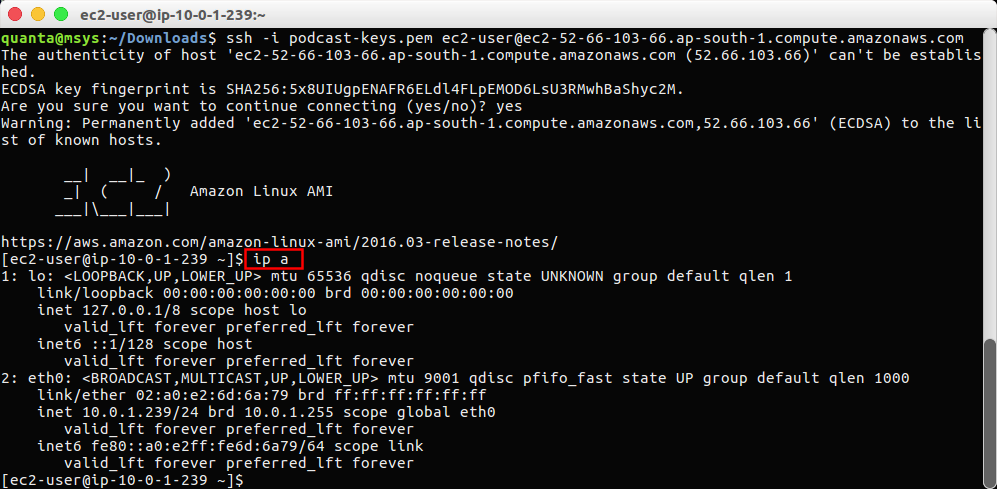 ec2-user@ip-10-0-1-239:~
quanta@msys:~/Downloads$ ssh -i podcast-keys.pem ec2-user@ec2-52-66-103-66.ap-south-1.compute.amazonaws.com
The authenticity of host 'ec2-52-66-103-66.ap-south-1.compute.amazonaws.com (52.66.103.66)' can't be establis
hed.
ECDSA key fingerprint is SHA256:5x8UIUgpENAFR6ELdl4FLpEMOD6LsU3RMwhBaShyc2M.
Are you sure you want to continue connecting (yes/no)? yes
Warning: Permanently added 'ec2-52-66-103-66.ap-south-1.compute.amazonaws.com,52.66.103.66' (ECDSA) to the li
st of known hosts.
       __|  __|_  )
       _|  (     /   Amazon Linux AMI
      ___|\___|___|
https://aws.amazon.com/amazon-linux-ami/2016.03-release-notes/
[ec2-user@ip-10-0-1-239 ~]$ ip a
1: lo: <LOOPBACK,UP,LOWER_UP> mtu 65536 qdisc noqueue state UNKNOWN group default qlen 1
    link/loopback 00:00:00:00:00:00 brd 00:00:00:00:00:00
    inet 127.0.0.1/8 scope host lo
       valid_lft forever preferred_lft forever
    inet6 ::1/128 scope host
       valid_lft forever preferred_lft forever
2: eth0: <BROADCAST,MULTICAST,UP,LOWER_UP> mtu 9001 qdisc pfifo_fast state UP group default qlen 1000
    link/ether 02:a0:e2:6d:6a:79 brd ff:ff:ff:ff:ff:ff
    inet 10.0.1.239/24 brd 10.0.1.255 scope global eth0
       valid_lft forever preferred_lft forever
    inet6 fe80::a0:e2ff:fe6d:6a79/64 scope link
       valid_lft forever preferred_lft forever
[ec2-user@ip-10-0-1-239 ~]$